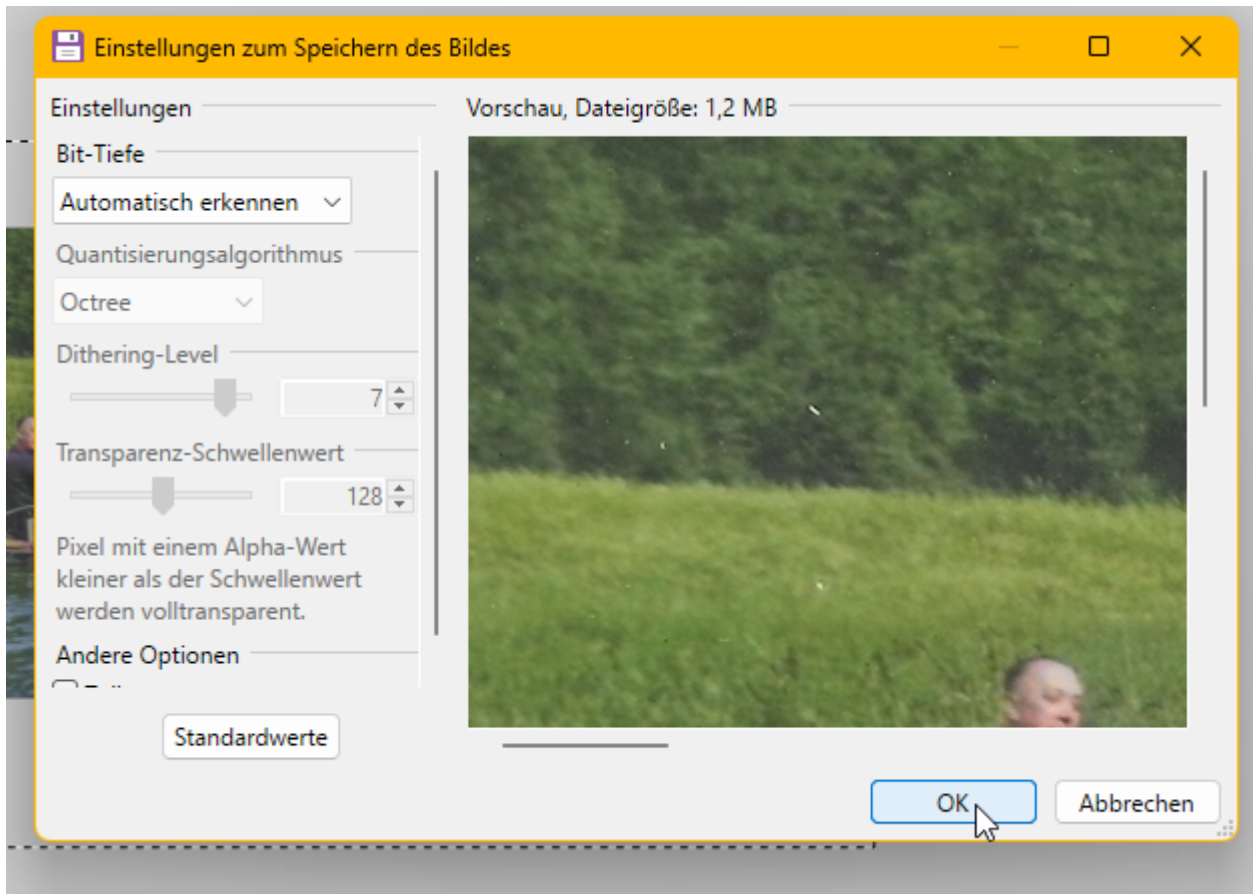 Einstellungen zum Speichern des Bildes
Einstellungen
Vorschau, Dateigröße: 1,2 MB
Bit-Tiefe
Automatisch erkennen
Quantisierungsalgorithmus
Octree
Dithering-Level
7
Transparenz-Schwellenwert
128
Pixel mit einem Alpha-Wert
kleiner als der Schwellenwert
werden volltransparent.
Andere Optionen
Standardwerte
OK
Abbrechen